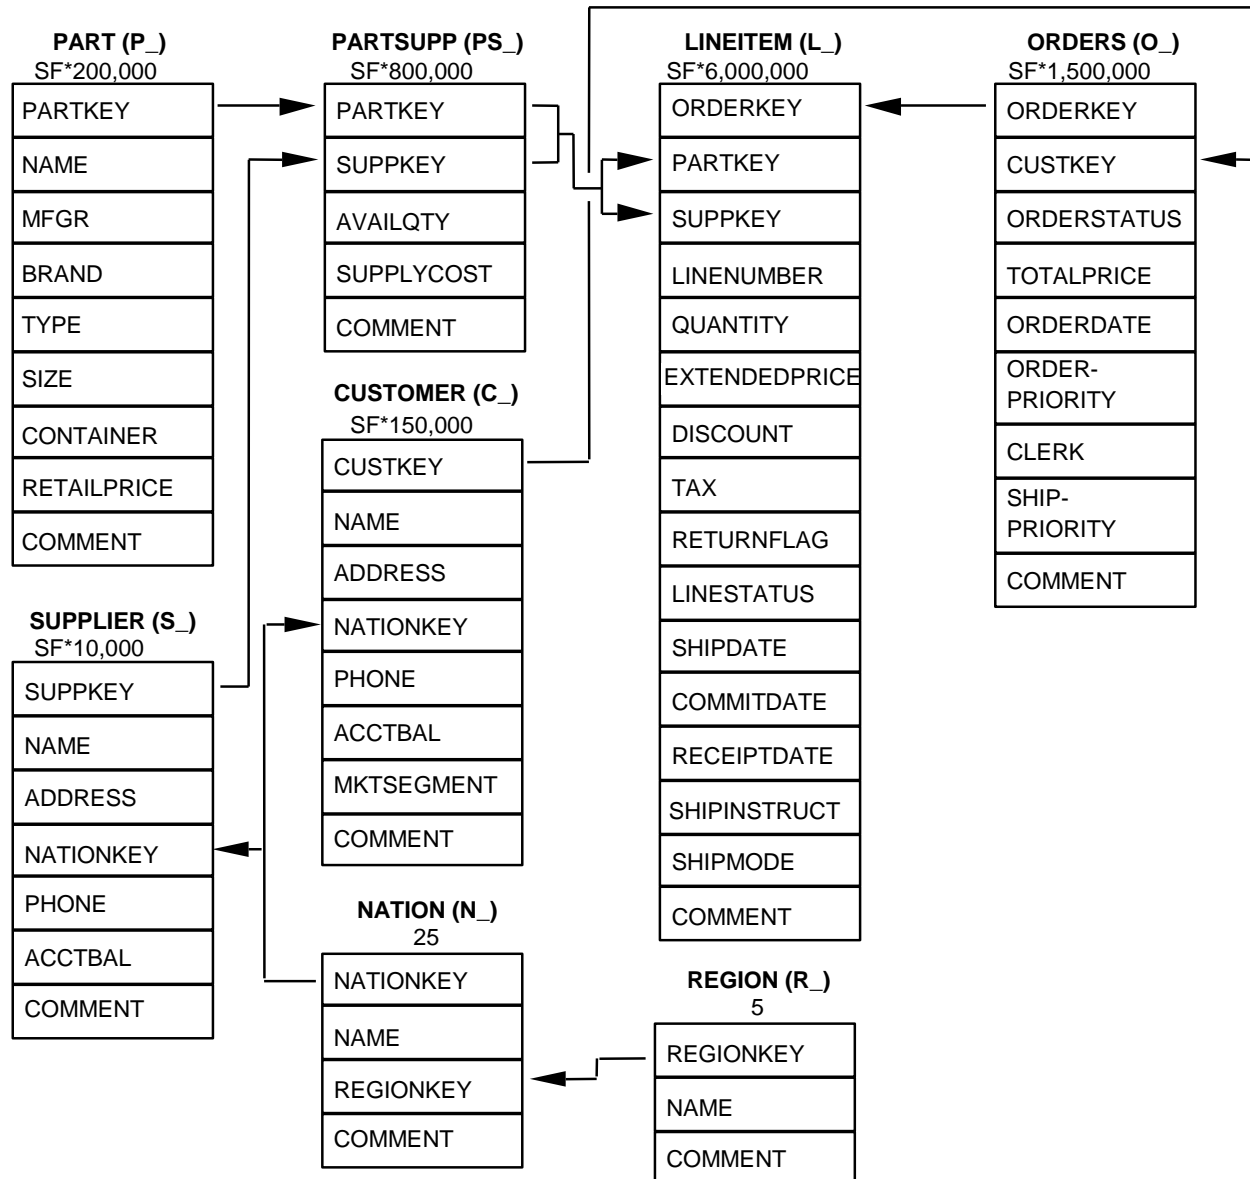 PART (P_)
SF*200,000
PARTKEY
NAME
MFGR
BRAND
TYPE
SIZE
CONTAINER
RETAILPRICE
COMMENT
SUPPLIER (S_)
SF*10,000
SUPPKEY
NAME
ADDRESS
NATIONKEY
PHONE
ACCTBAL
COMMENT
PARTSUPP (PS_)
SF*800,000
PARTKEY
SUPPKEY
AVAILQTY
SUPPLYCOST
COMMENT
CUSTOMER (C_)
SF*150,000
CUSTKEY
NAME
ADDRESS
NATIONKEY
PHONE
ACCTBAL
MKTSEGMENT
COMMENT
NATION (N_)
25
NATIONKEY
NAME
REGIONKEY
COMMENT
LINEITEM (L_)
SF*6,000,000
ORDERKEY
PARTKEY
SUPPKEY
LINENUMBER
QUANTITY
EXTENDEDPRICE
DISCOUNT
TAX
RETURNFLAG
LINESTATUS
SHIPDATE
COMMITDATE
RECEIPTDATE
SHIPINSTRUCT
SHIPMODE
COMMENT
REGION (R_)
5
REGIONKEY
NAME
COMMENT
ORDERS (O_)
SF*1,500,000
ORDERKEY
CUSTKEY
ORDERSTATUS
TOTALPRICE
ORDERDATE
ORDER-
PRIORITY
CLERK
SHIP-
PRIORITY
COMMENT